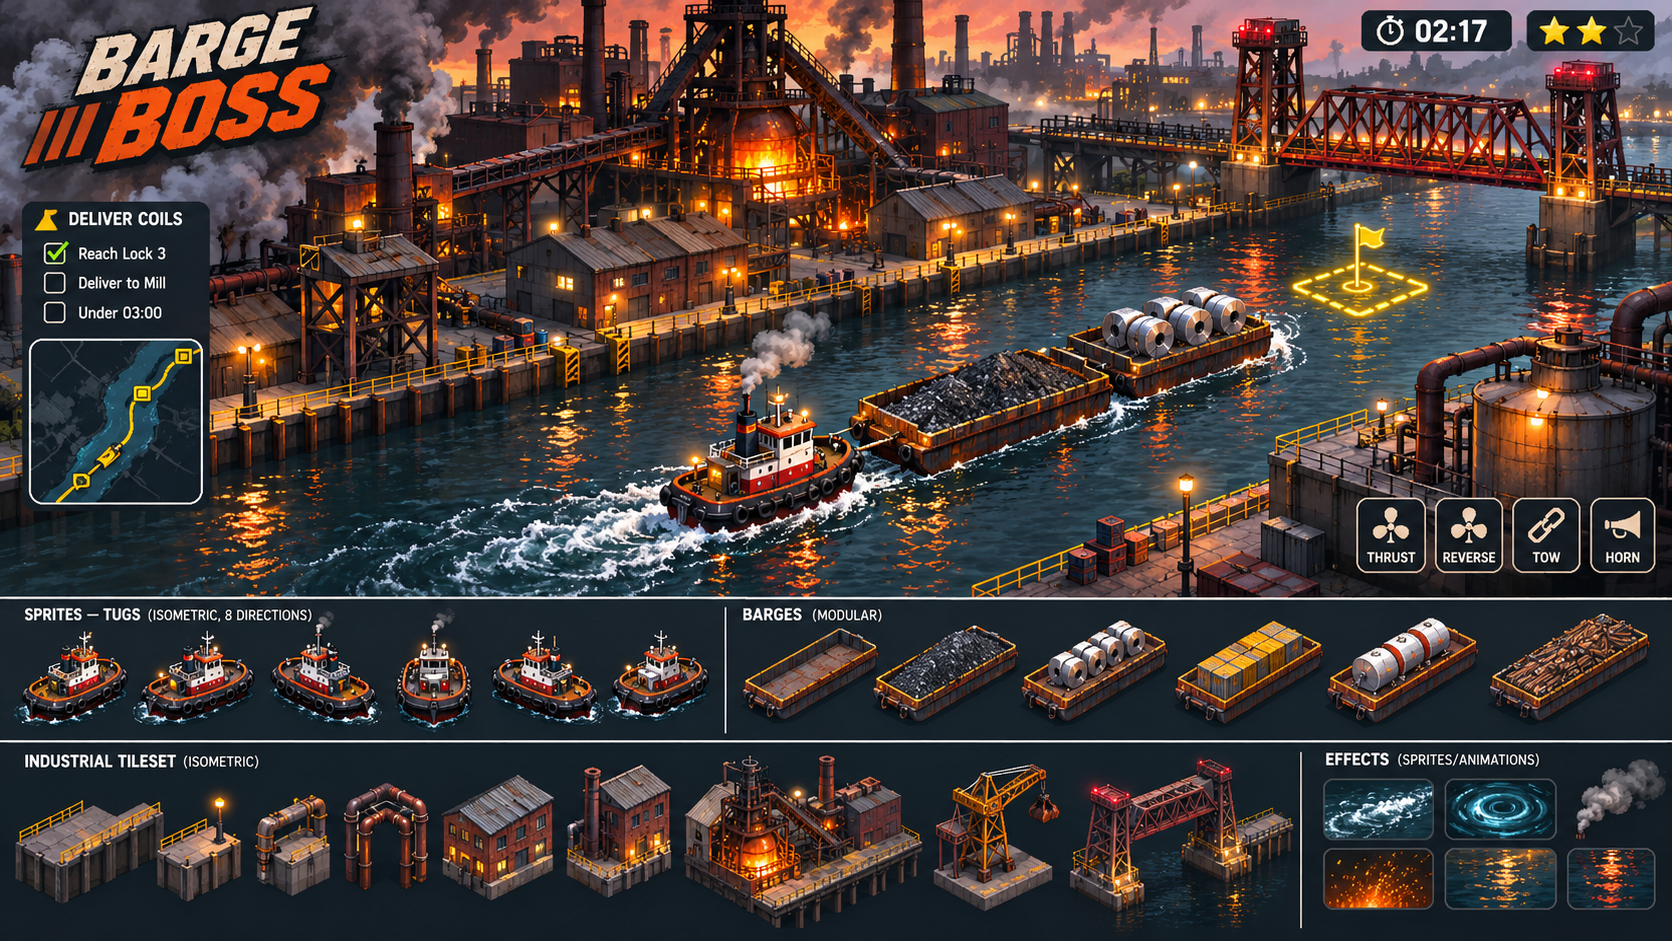 BARGE
BOSS
02:17
DELIVER COILS
Reach Lock 3
Deliver to Mill
Under 03:00
THRUST
REVERSE
TOW
HORN
SPRITES — TUGS (ISOMETRIC, 8 DIRECTIONS)
BARGES (MODULAR)
INDUSTRIAL TILESET (ISOMETRIC)
EFFECTS (SPRITES/ANIMATIONS)